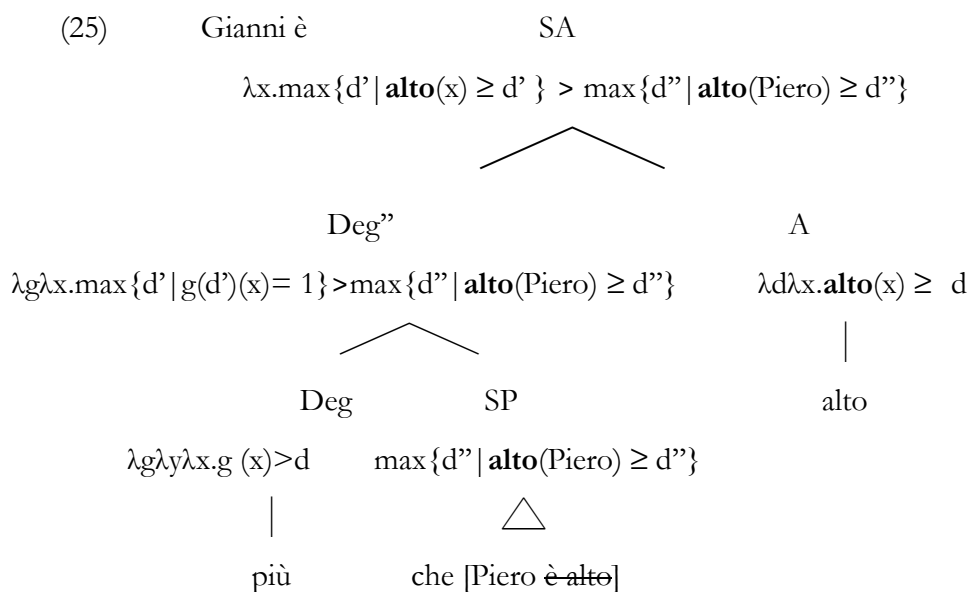 (25) Gianni è SA
λx.max{d'|alto(x) ≥ d' } > max{d”|alto(Piero) ≥ d”}
Deg” A
λgλx.max{d'|g(d')(x)= 1}>max{d”|alto(Piero) ≥ d”} λdλx.alto(x) ≥ d
Deg SP alto
λgλyλx.g (x)>d max{d”|alto(Piero) ≥ d”}
più che [Piero è alto]